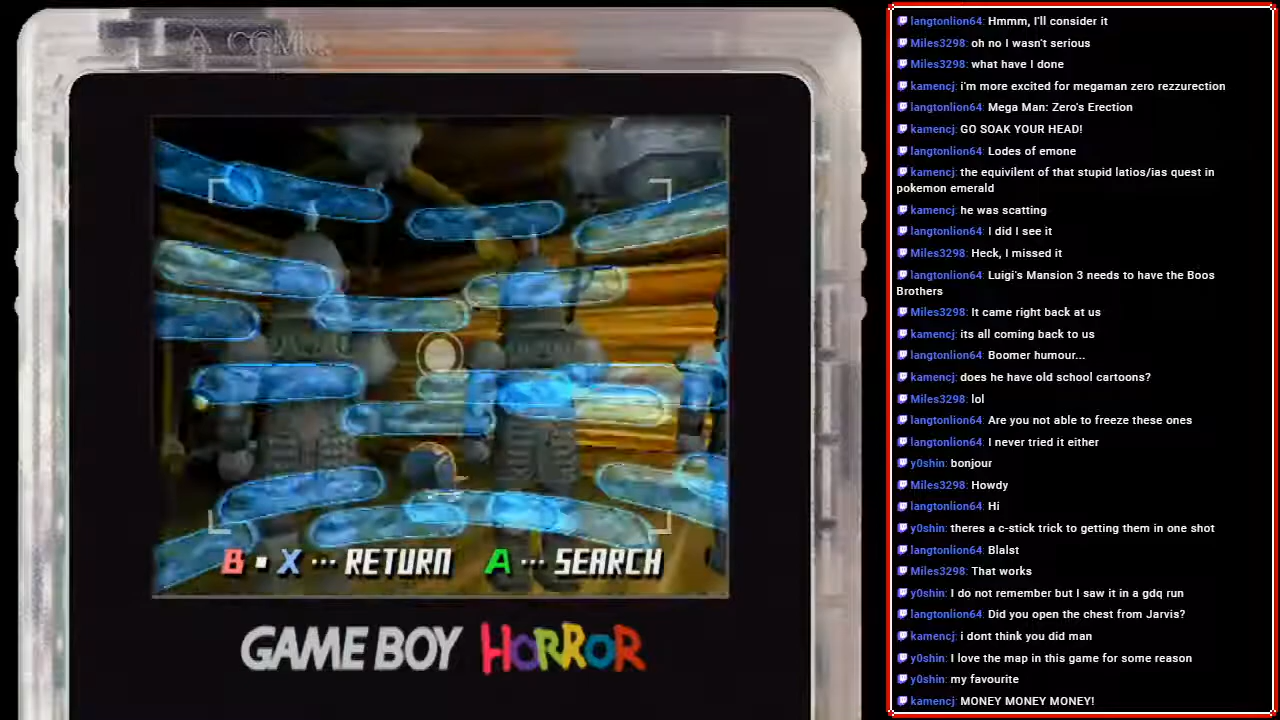 B · X ··· RETURN A ··· SEARCH
GAME BOY HORROR
langtonlion64: Hmmm, I'll consider it
Miles3298: oh no I wasn't serious
Miles3298: what have I done
kamencj: i'm more excited for megaman zero rezzurection
langtonlion64: Mega Man: Zero's Erection
kamencj: GO SOAK YOUR HEAD!
langtonlion64: Lodes of emone
kamencj: the equivilent of that stupid latios/ias quest in
pokemon emerald
kamencj: he was scatting
langtonlion64: I did I see it
Miles3298: Heck, I missed it
langtonlion64: Luigi's Mansion 3 needs to have the Boos
Brothers
Miles3298: It came right back at us
kamencj: its all coming back to us
langtonlion64: Boomer humour...
kamencj: does he have old school cartoons?
Miles3298: lol
langtonlion64: Are you not able to freeze these ones
langtonlion64: I never tried it either
y0shin: bonjour
Miles3298: Howdy
langtonlion64: Hi
y0shin: theres a c-stick trick to getting them in one shot
langtonlion64: Blalst
Miles3298: That works
y0shin: I do not remember but I saw it in a gdq run
langtonlion64: Did you open the chest from Jarvis?
kamencj: i dont think you did man
y0shin: I love the map in this game for some reason
y0shin: my favourite
kamencj: MONEY MONEY MONEY!